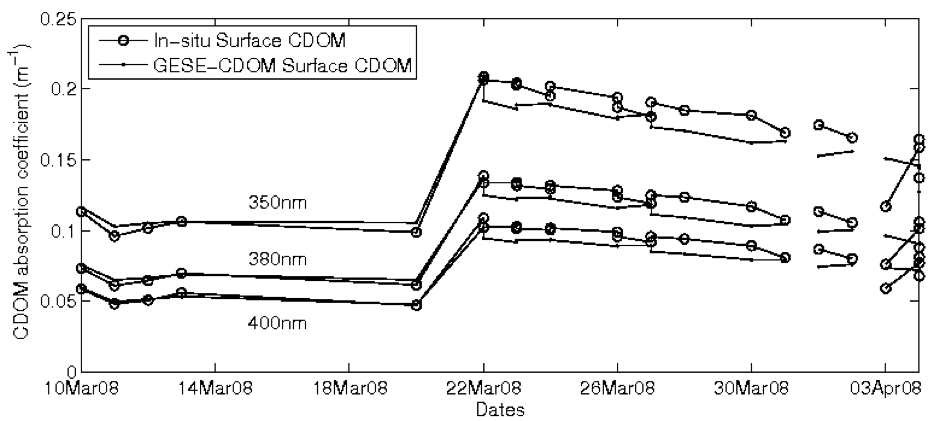 CDOM absorption coefficient (m⁻¹)
0.25
0.2
0.15
0.1
0.05
0
In-situ Surface CDOM
GESE-CDOM Surface CDOM
350nm
380nm
400nm
10Mar08 14Mar08 18Mar08 22Mar08 26Mar08 30Mar08 03Apr08
Dates